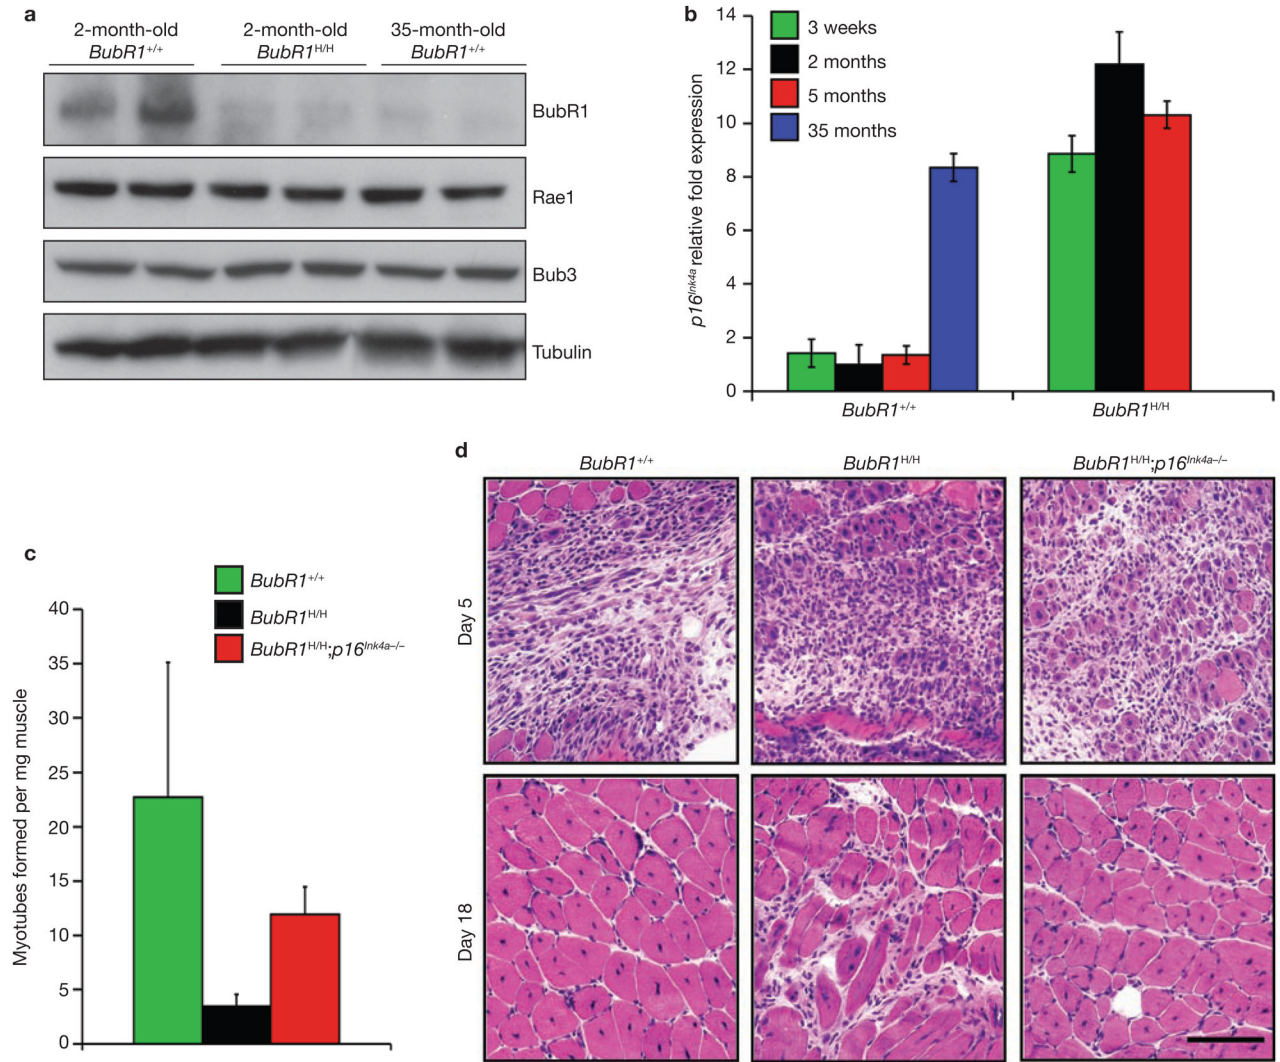 a
2-month-old 2-month-old 35-month-old
BubR1+/+ BubR1H/H BubR1+/+
BubR1
Rae1
Bub3
Tubulin
b
p16Ink4a relative fold expression
14
12
10
8
6
4
2
0
3 weeks
2 months
5 months
35 months
BubR1+/+ BubR1H/H
c
Myotubes formed per mg muscle
40
35
30
25
20
15
10
5
0
BubR1+/+
BubR1H/H
BubR1H/H;p16Ink4a–/–
d
BubR1+/+ BubR1H/H BubR1H/H;p16Ink4a–/–
Day 5
Day 18